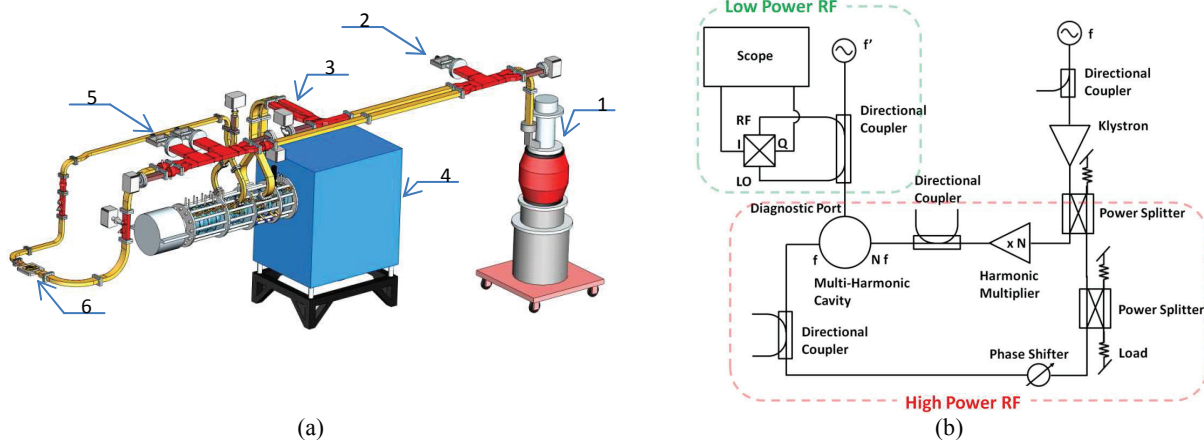 1
2
3
4
5
6
(a)
Low Power RF
Scope
f'
Directional
Coupler
RF
I
Q
LO
f
Directional
Coupler
Klystron
Power Splitter
Directional
Coupler
Diagnostic Port
f
N f
Multi-Harmonic
Cavity
x N
Harmonic
Multiplier
Power Splitter
Directional
Coupler
Phase Shifter
Load
High Power RF
(b)